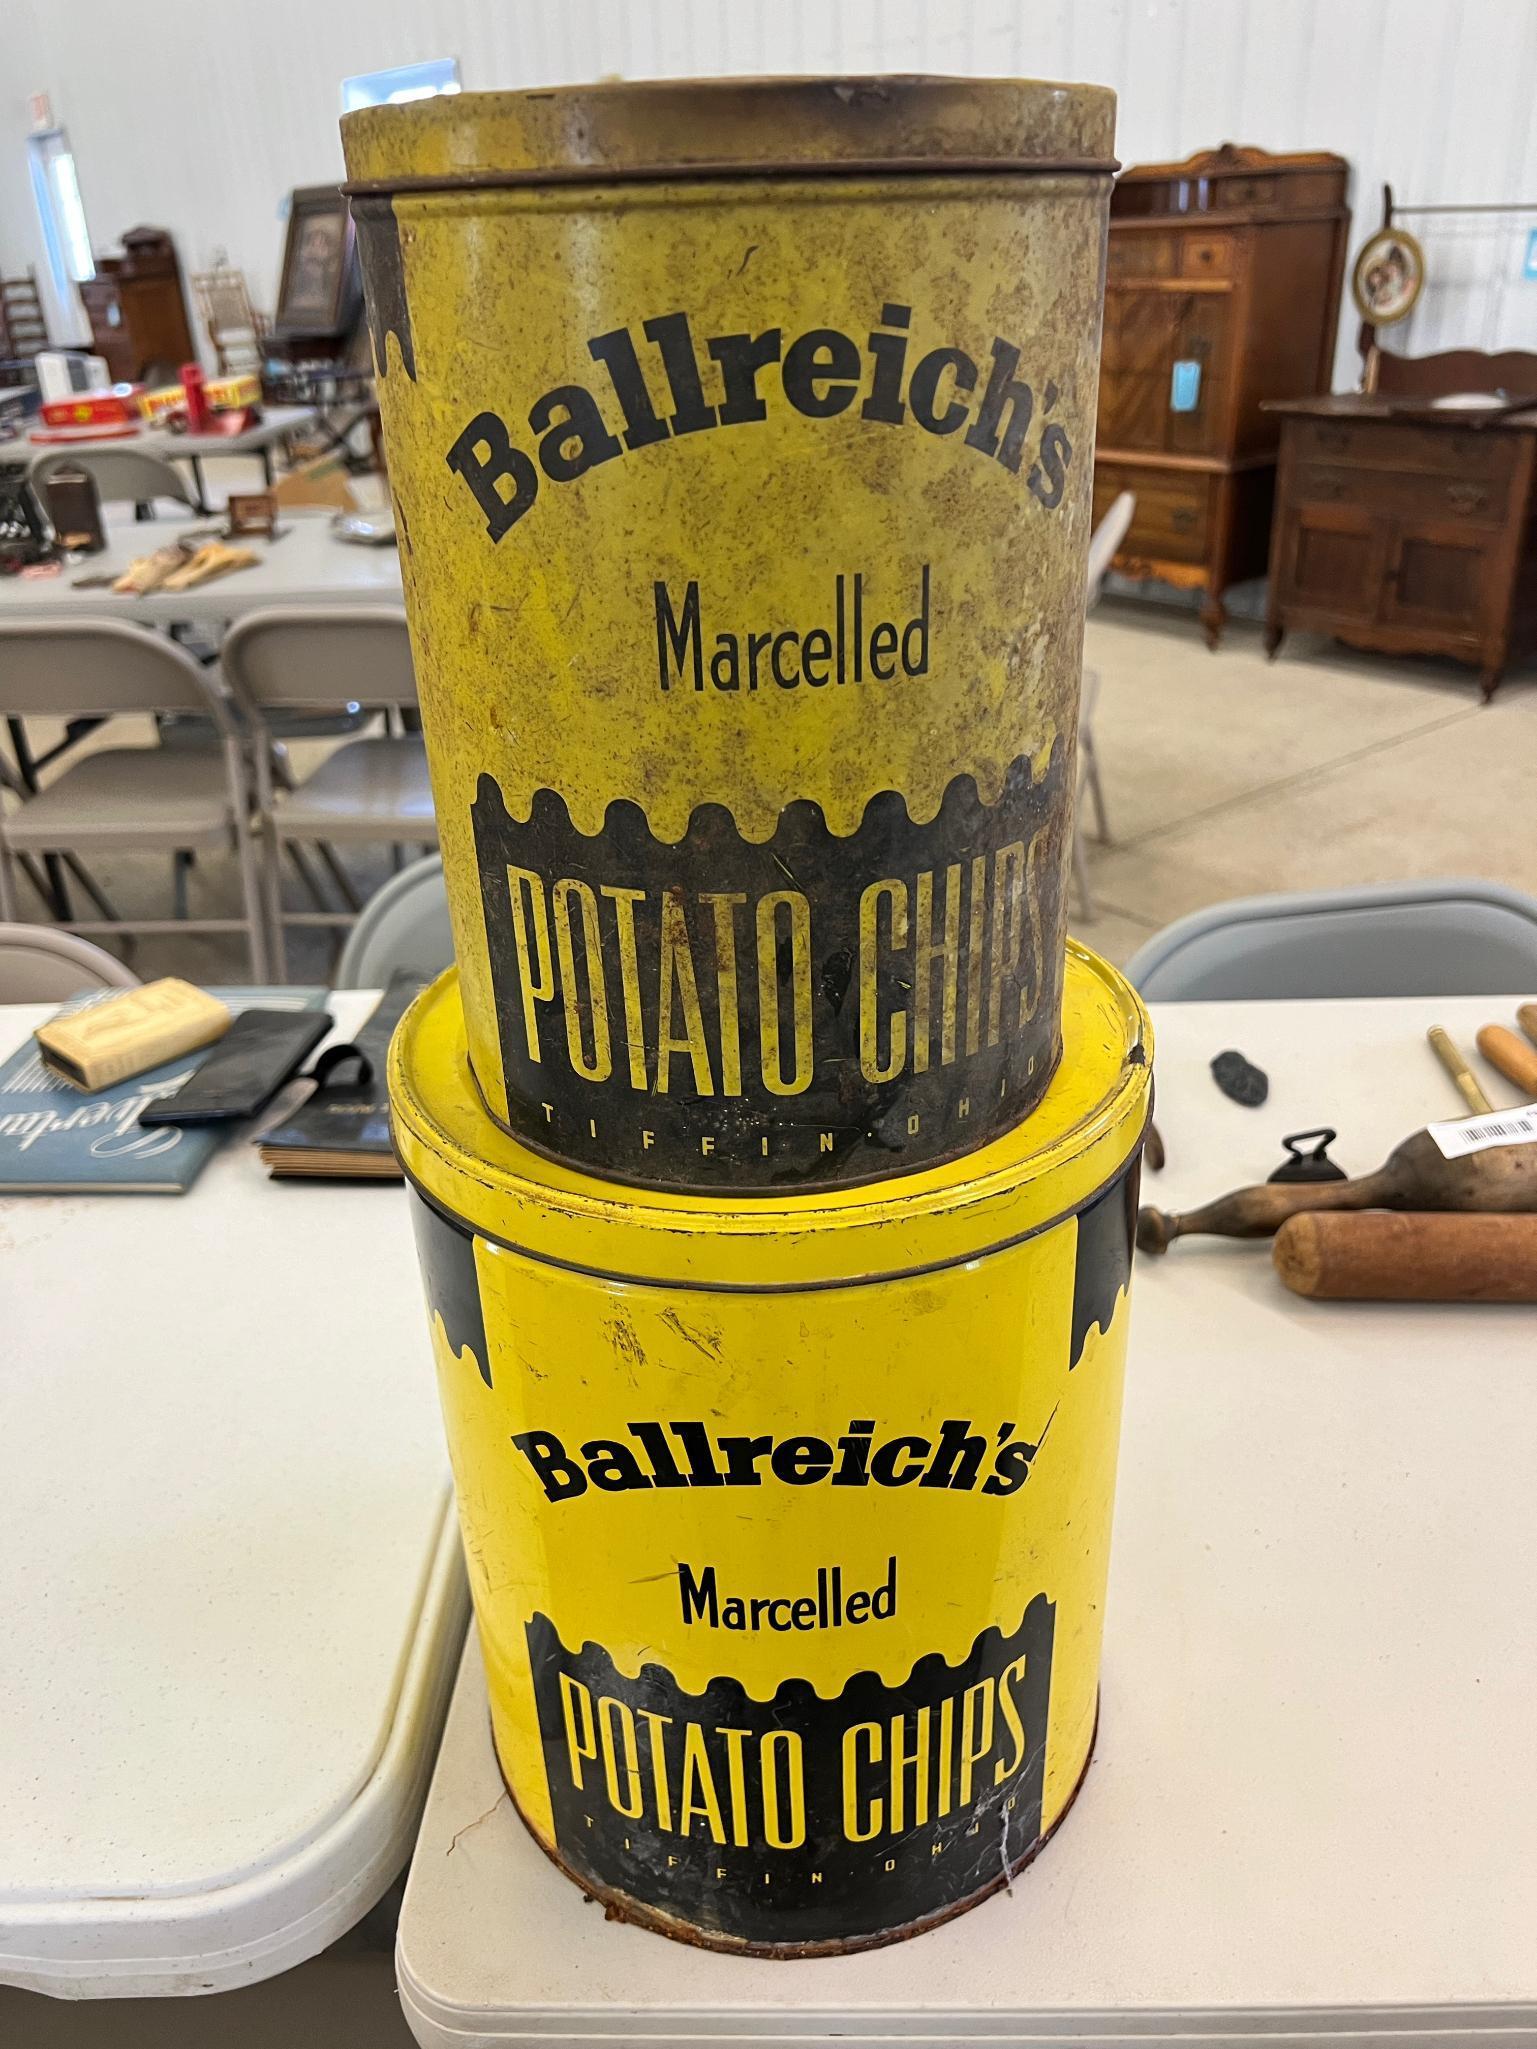 Ballreich's
Marcelled
POTATO CHIPS
TIFFIN·OHIO
Ballreich's
Marcelled
POTATO CHIPS
TIFFIN·OHIO